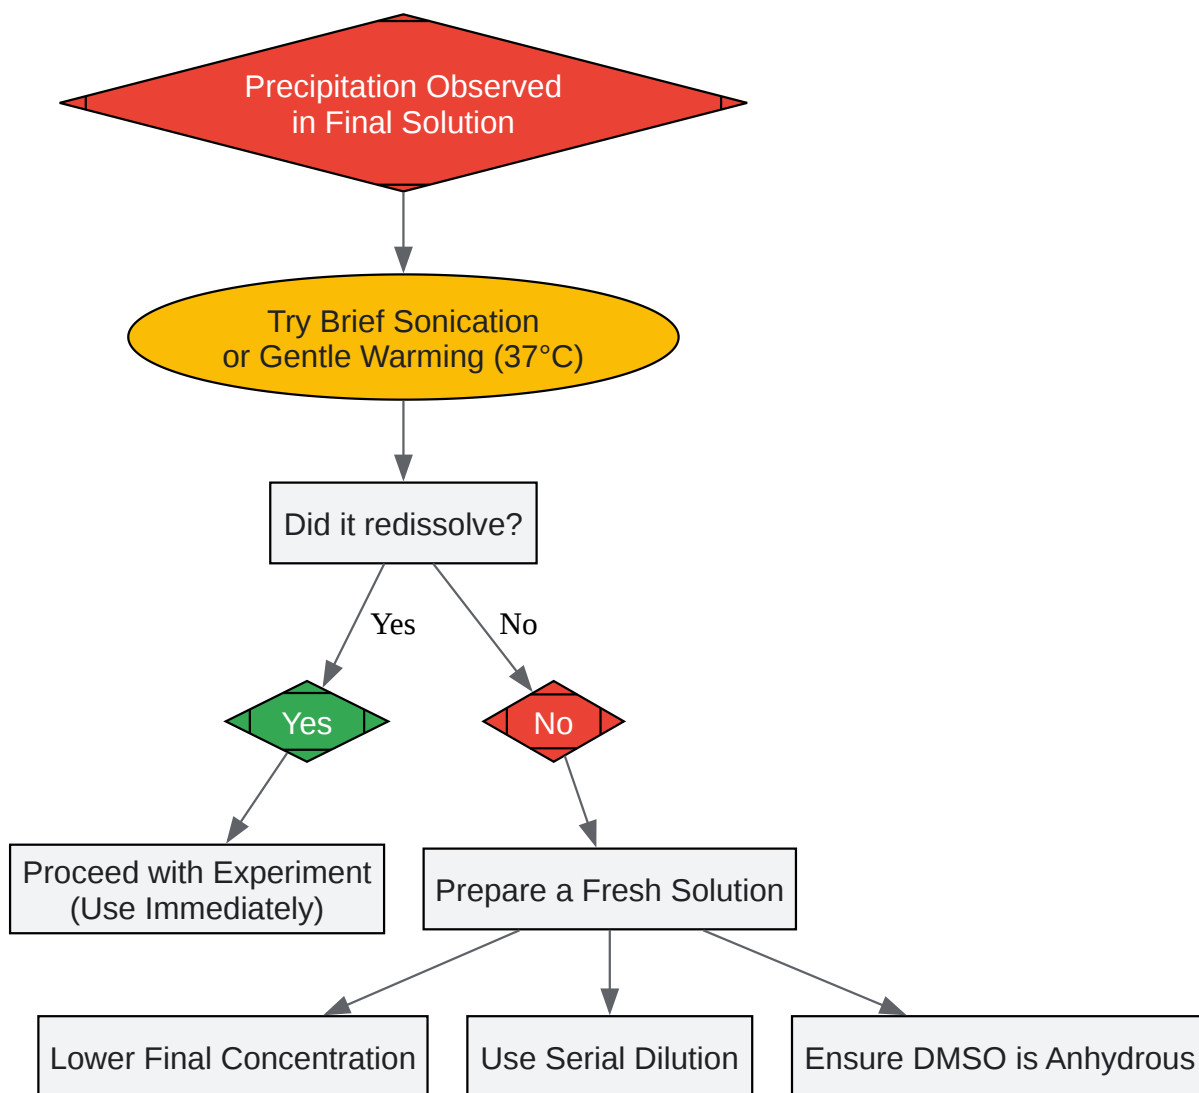 Precipitation Observed
in Final Solution
Try Brief Sonication
or Gentle Warming (37°C)
Did it redissolve?
Yes
No
Yes
No
Proceed with Experiment
(Use Immediately)
Prepare a Fresh Solution
Lower Final Concentration
Use Serial Dilution
Ensure DMSO is Anhydrous